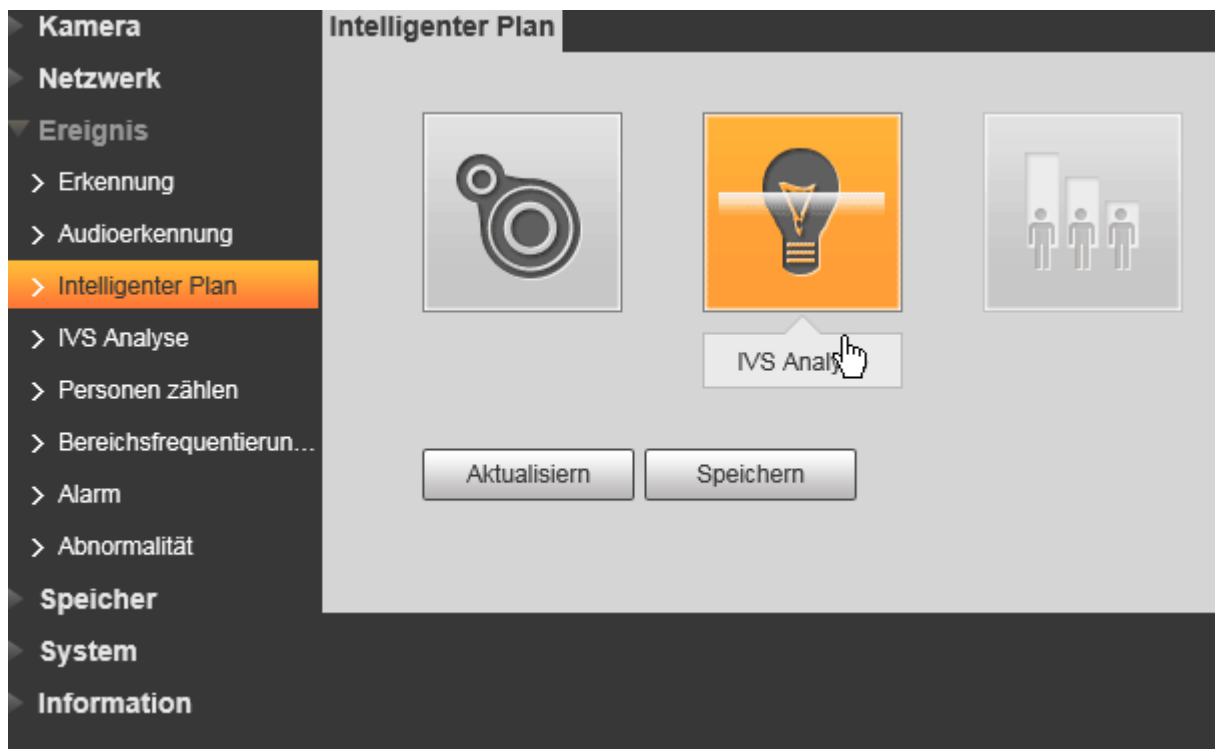 Kamera
Netzwerk
Ereignis
Erkennung
Audioerkennung
Intelligenter Plan
IVS Analyse
Personen zählen
Bereichsfrequentierun...
Alarm
Abnormalität
Speicher
System
Information
Intelligenter Plan
IVS
Aktualisiern
Speichern